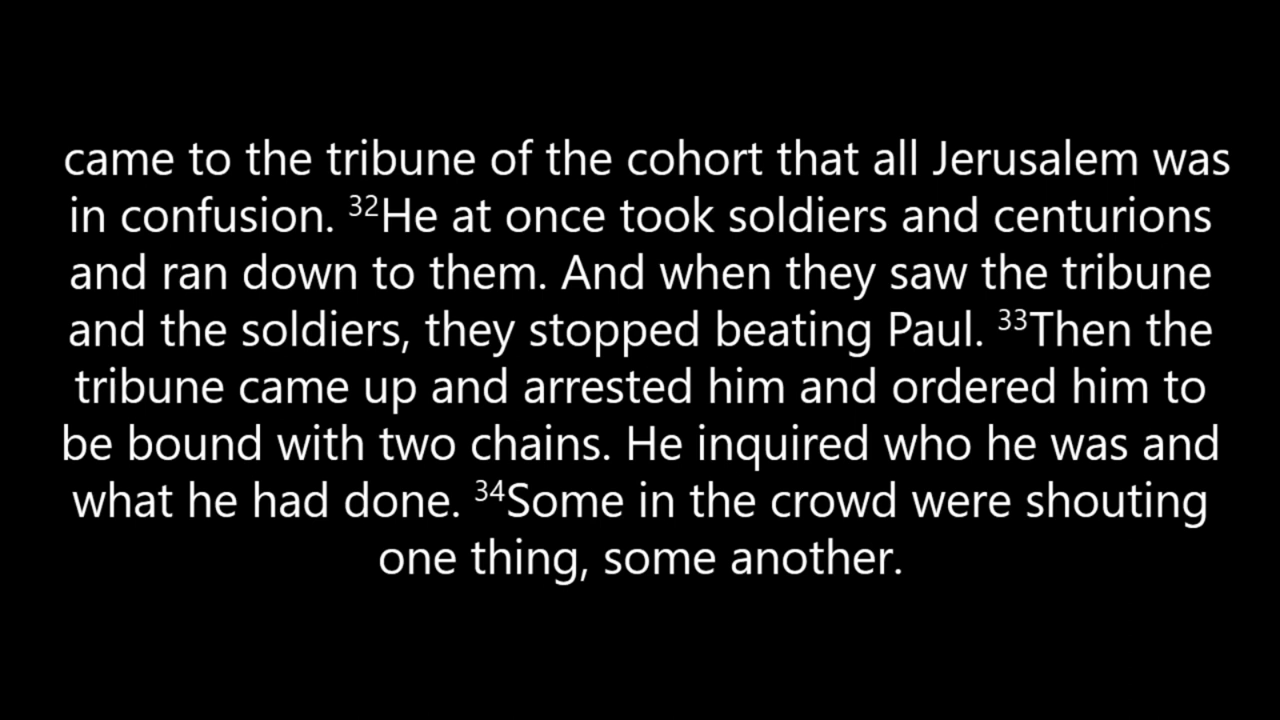 came to the tribune of the cohort that all Jerusalem was
in confusion. ³²He at once took soldiers and centurions
and ran down to them. And when they saw the tribune
and the soldiers, they stopped beating Paul. ³³Then the
tribune came up and arrested him and ordered him to
be bound with two chains. He inquired who he was and
what he had done. ³⁴Some in the crowd were shouting
one thing, some another.